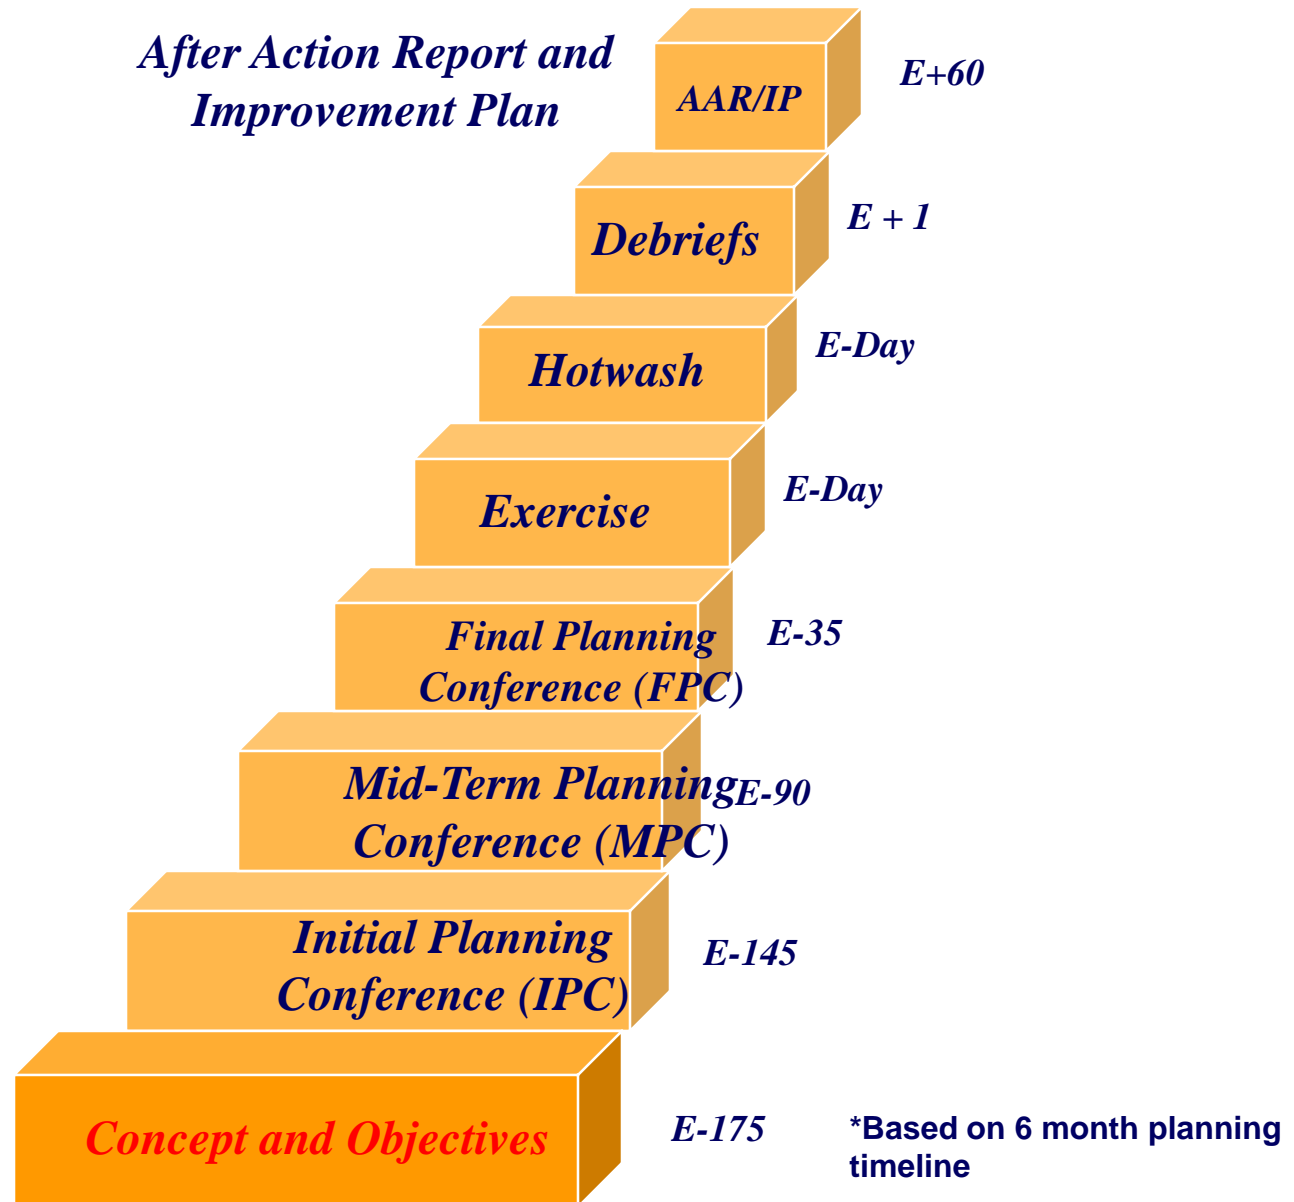 After Action Report and
Improvement Plan
AAR/IP
E+60
Debriefs
E + 1
Hotwash
E-Day
Exercise
E-Day
Final Planning
Conference (FPC)
E-35
Mid-Term Planning
Conference (MPC)
E-90
Initial Planning
Conference (IPC)
E-145
Concept and Objectives
E-175
*Based on 6 month planning
timeline